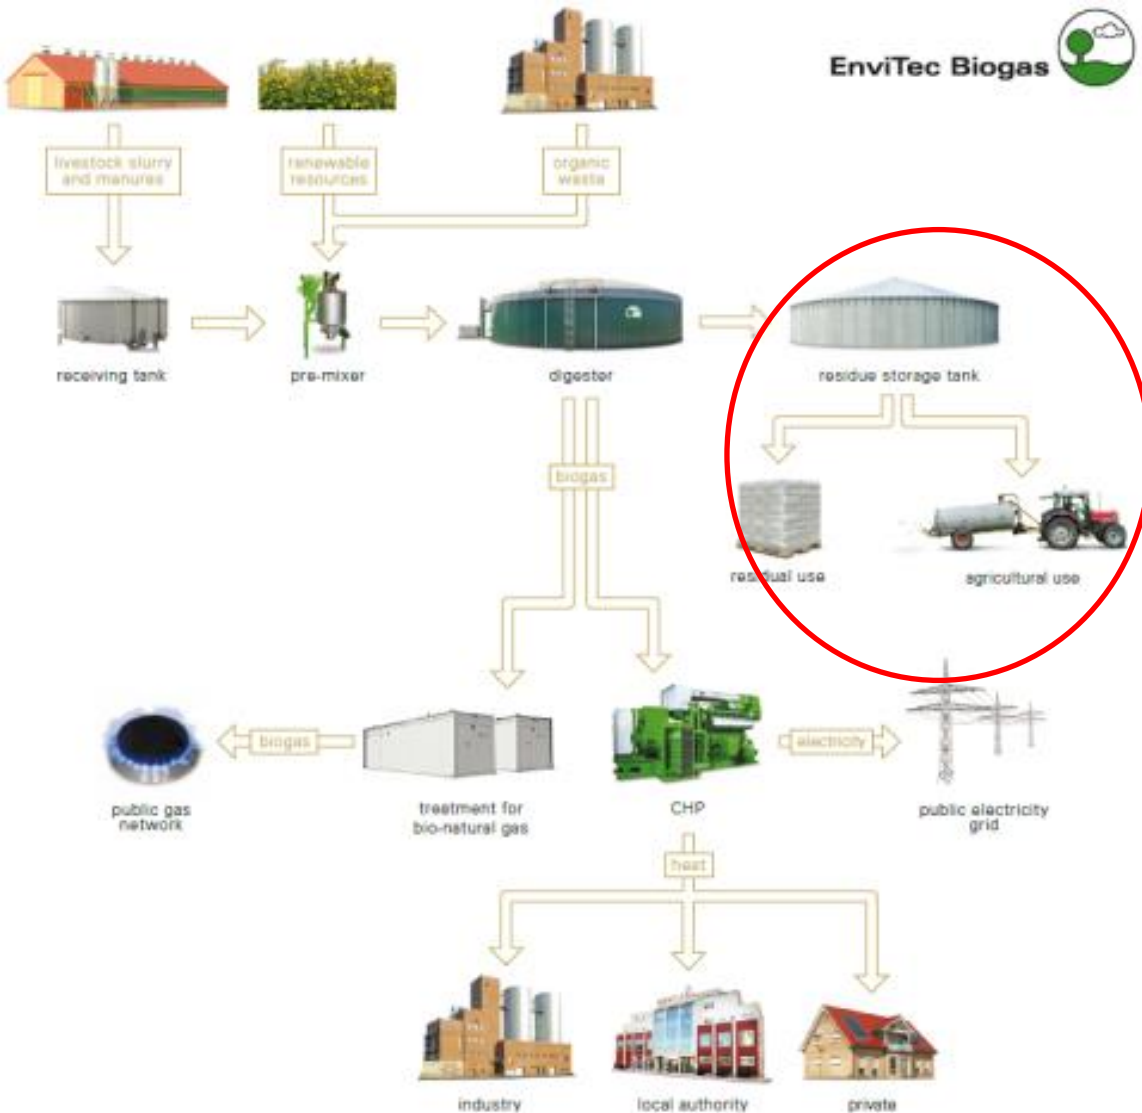 EnviTec Biogas
livestock slurry
and manures
renewable
resources
organic
waste
receiving tank
pre-mixer
digester
residue storage tank
biogas
residual use
agricultural use
biogas
electricity
public gas
network
treatment for
bio-natural gas
CHP
public electricity
grid
heat
industry
local authority
private